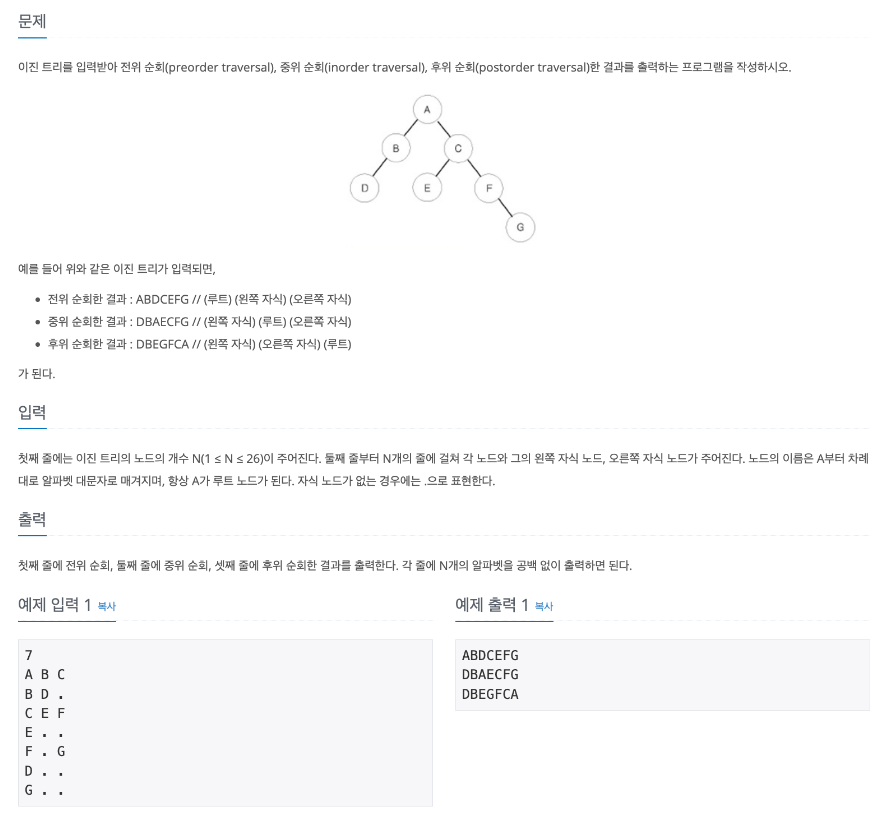 문제
이진 트리를 입력받아 전위 순회(preorder traversal), 중위 순회(inorder traversal), 후위 순회(postorder traversal)한 결과를 출력하는 프로그램을 작성하시오.
A
B
C
D
E
F
G
예를 들어 위와 같은 이진 트리가 입력되면,
전위 순회한 결과 : ABDCEFG // (루트) (왼쪽 자식) (오른쪽 자식)
중위 순회한 결과 : DBAECFG // (왼쪽 자식) (루트) (오른쪽 자식)
후위 순회한 결과 : DBEGFCA // (왼쪽 자식) (오른쪽 자식) (루트)
가 된다.
입력
첫째 줄에는 이진 트리의 노드의 개수 N(1 ≤ N ≤ 26)이 주어진다. 둘째 줄부터 N개의 줄에 걸쳐 각 노드와 그의 왼쪽 자식 노드, 오른쪽 자식 노드가 주어진다. 노드의 이름은 A부터 차례
대로 알파벳 대문자로 매겨지며, 항상 A가 루트 노드가 된다. 자식 노드가 없는 경우에는 .으로 표현한다.
출력
첫째 줄에 전위 순회, 둘째 줄에 중위 순회, 셋째 줄에 후위 순회한 결과를 출력한다. 각 줄에 N개의 알파벳을 공백 없이 출력하면 된다.
예제 입력 1 복사
7
A B C
B D .
C E F
E . .
F . G
D . .
G . .
예제 출력 1 복사
ABDCEFG
DBAECFG
DBEGFCA